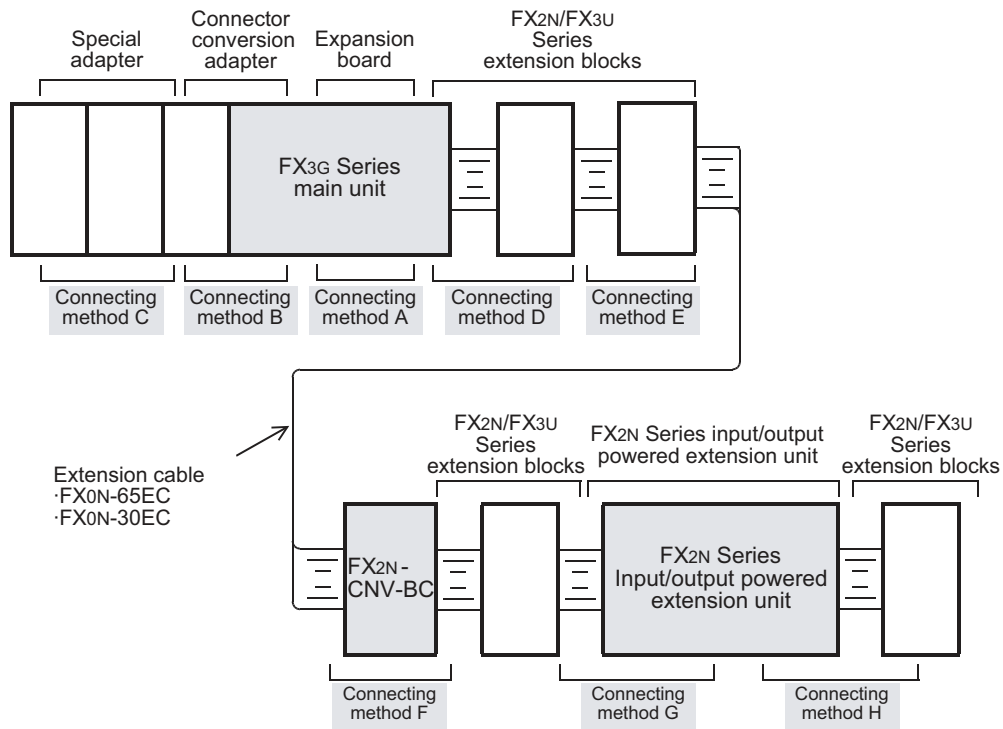 Special
adapter
Connector
conversion
adapter
Expansion
board
FX2N/FX3U
Series
extension blocks
FX3G Series
main unit
Connecting
method C
Connecting
method B
Connecting
method A
Connecting
method D
Connecting
method E
Extension cable
·FX0N-65EC
·FX0N-30EC
FX2N/FX3U
Series
extension blocks
FX2N Series input/output
powered extension unit
FX2N/FX3U
Series
extension blocks
FX2N-
CNV-BC
FX2N Series
Input/output powered
extension unit
Connecting
method F
Connecting
method G
Connecting
method H